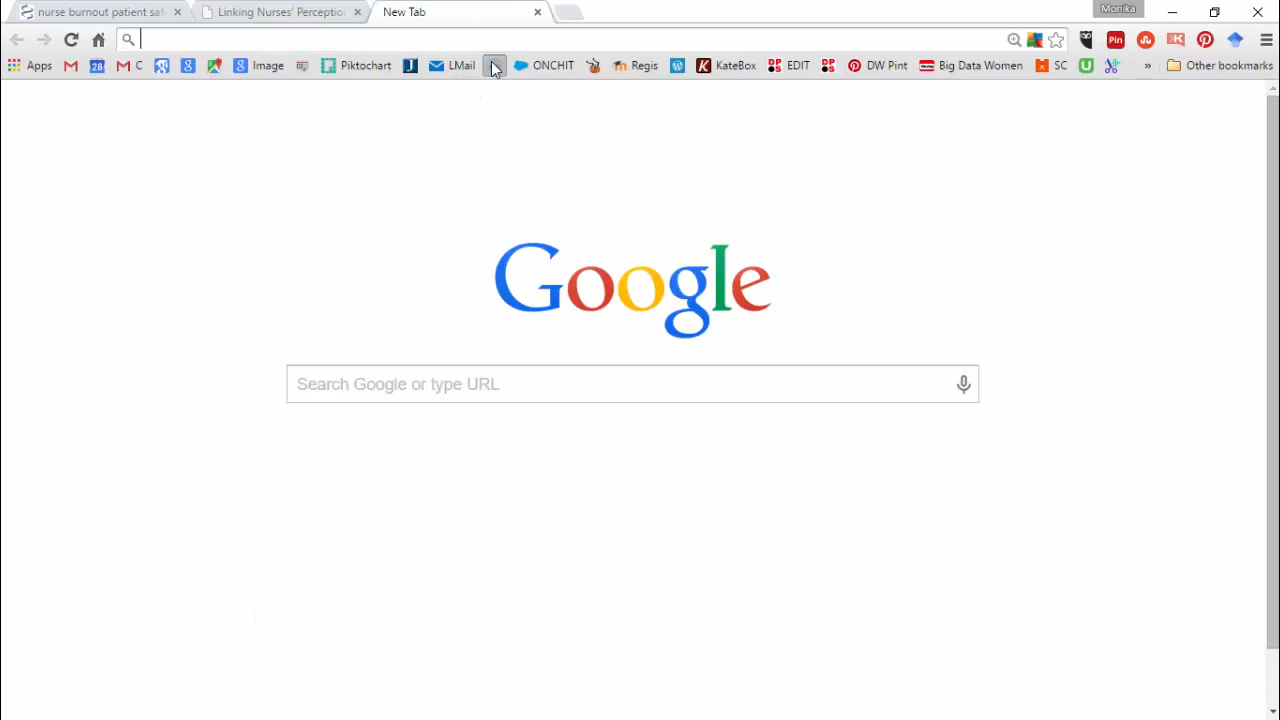 nurse burnout patient saf
Linking Nurses' Perception
New Tab
Monika
Apps
28
C
Image
Piktochart
LMail
ONCHIT
Regis
KateBox
EDIT
DW Pint
Big Data Women
SC
»
Other bookmarks
Google
Search Google or type URL